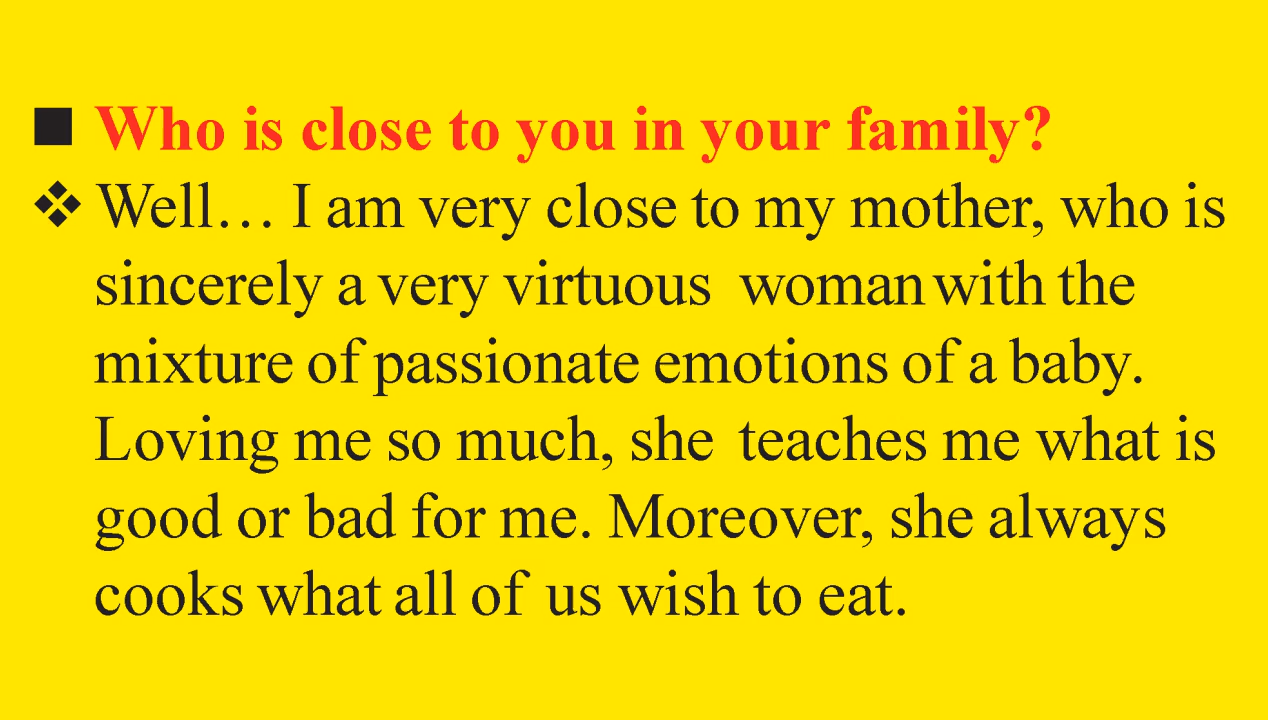 ■ Who is close to you in your family?
❖ Well… I am very close to my mother, who is
sincerely a very virtuous woman with the
mixture of passionate emotions of a baby.
Loving me so much, she teaches me what is
good or bad for me. Moreover, she always
cooks what all of us wish to eat.